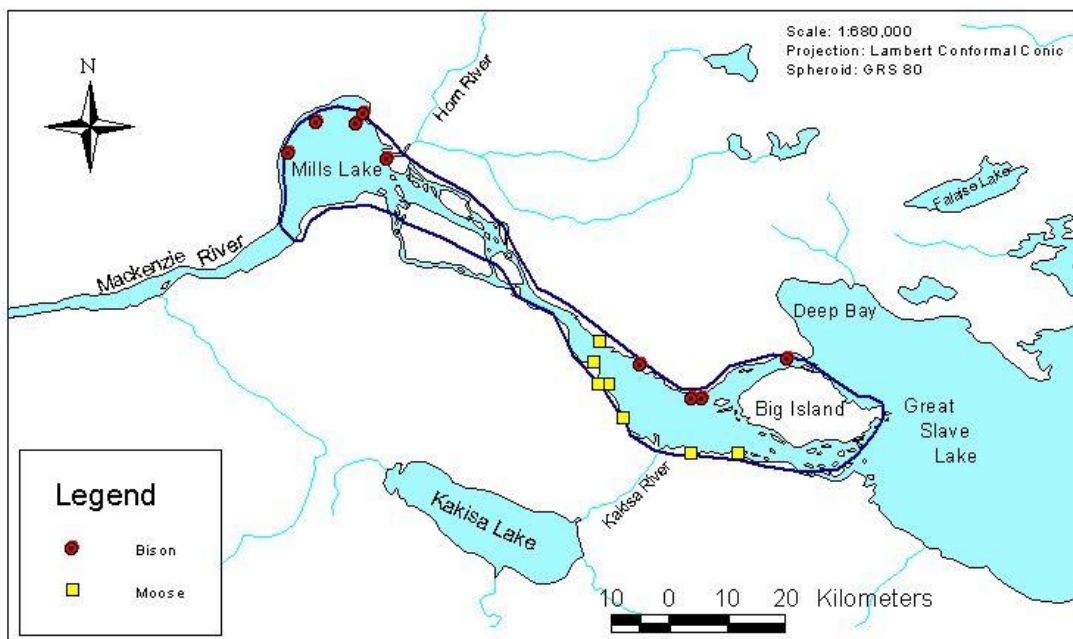 Scale: 1:680,000
Projection: Lambert Conformal Conic
Spheroid: GRS 80
N
Horn River
Mills Lake
Falaise Lake
Mackenzie River
Deep Bay
Big Island
Great
Slave
Lake
Kakisa River
Kakisa Lake
Legend
Bison
Moose
10 0 10 20 Kilometers